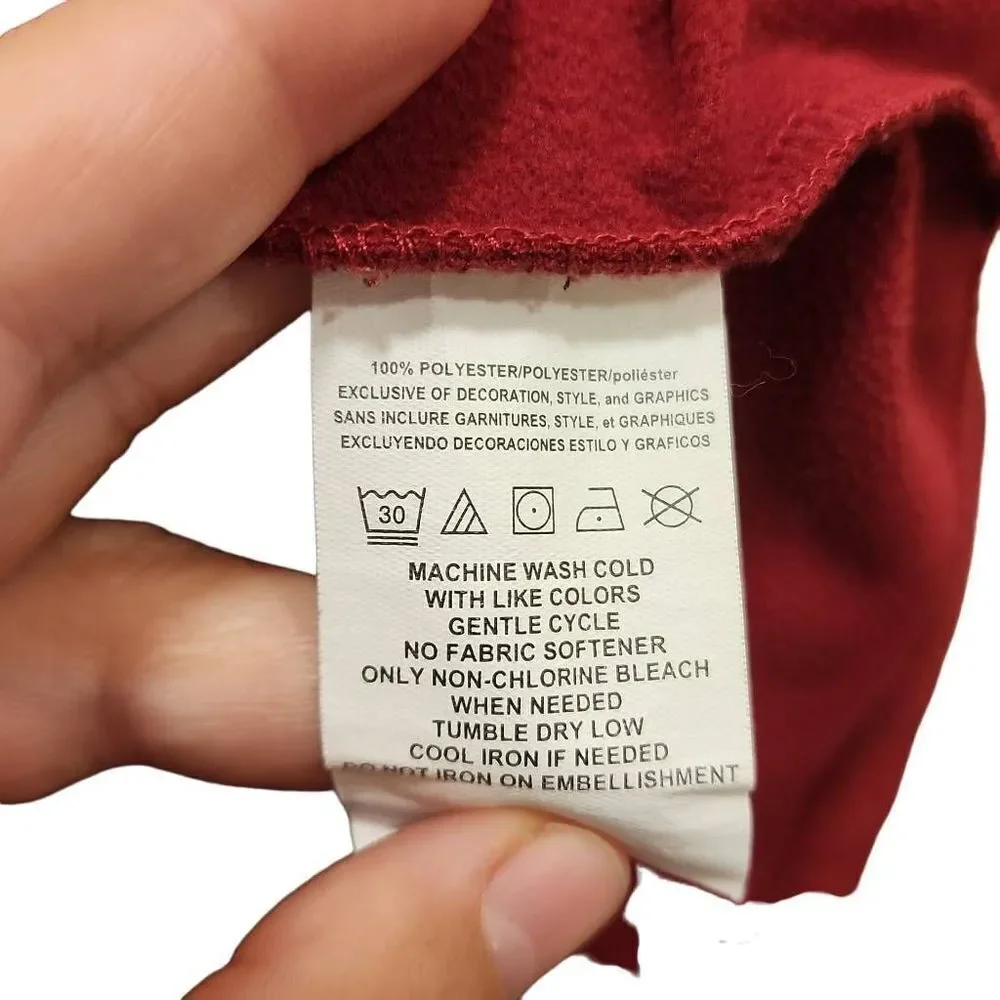 100% POLYESTER/POLYESTER/poliéster
EXCLUSIVE OF DECORATION, STYLE, and GRAPHICS
SANS INCLURE GARNITURES, STYLE, et GRAPHIQUES
EXCLUYENDO DECORACIONES ESTILO Y GRAFICOS
30
MACHINE WASH COLD
WITH LIKE COLORS
GENTLE CYCLE
NO FABRIC SOFTENER
ONLY NON-CHLORINE BLEACH
WHEN NEEDED
TUMBLE DRY LOW
COOL IRON IF NEEDED
DO NOT IRON ON EMBELLISHMENT